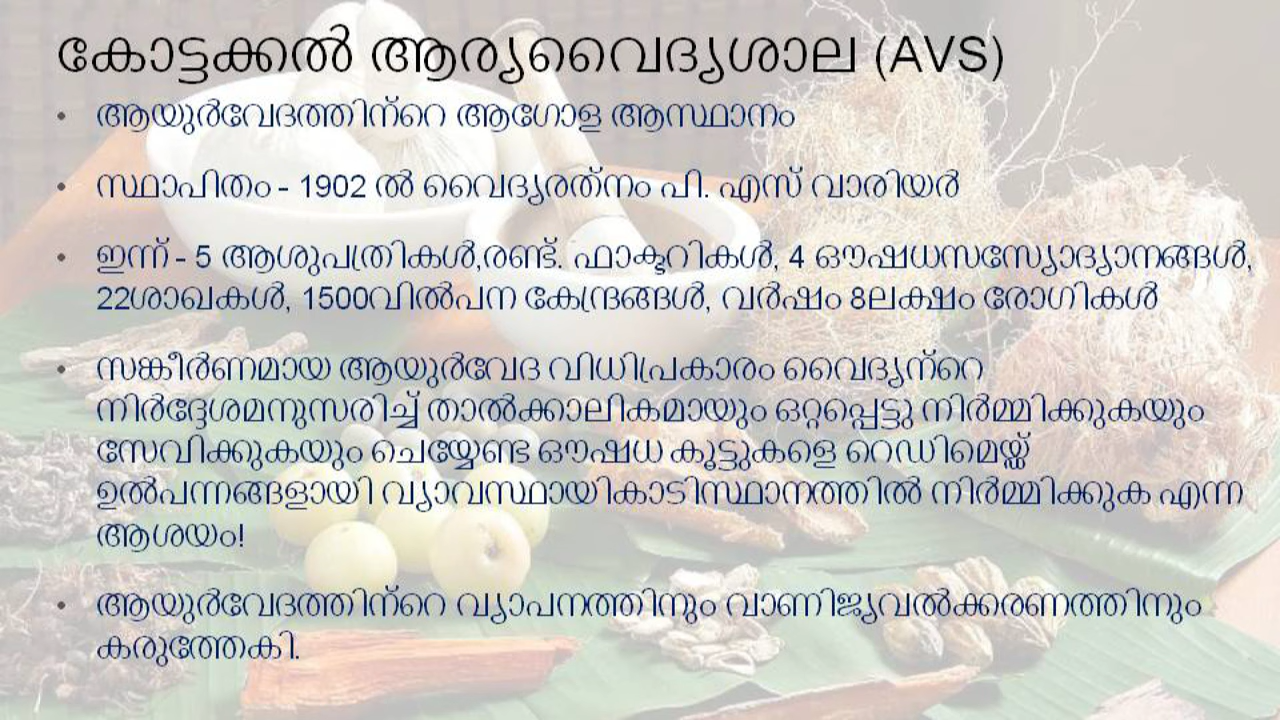 കോട്ടക്കൽ ആര്യവൈദ്യശാല (AVS)
• ആയുർവേദത്തിന്റെ ആഗോള ആസ്ഥാനം
• സ്ഥാപിതം - 1902 ൽ വൈദ്യരത്‌നം പി. എസ് വാരിയർ
• ഇന്ന് - 5 ആശുപത്രികൾ,രണ്ട്. ഫാക്ടറികൾ, 4 ഔഷധസസ്യോദ്യാനങ്ങൾ,
22ശാഖകൾ, 1500വിൽപന കേന്ദ്രങ്ങൾ, വർഷം 8ലക്ഷം രോഗികൾ
• സങ്കീർണമായ ആയുർവേദ വിധിപ്രകാരം വൈദ്യന്റെ
നിർദ്ദേശമനുസരിച്ച് താൽക്കാലികമായും ഒറ്റപ്പെട്ടു നിർമ്മിക്കുകയും
സേവിക്കുകയും ചെയ്യേണ്ട ഔഷധ കൂട്ടുകളെ റെഡിമെയ്ഡ്
ഉൽപന്നങ്ങളായി വ്യാവസ്ഥായികാടിസ്ഥാനത്തിൽ നിർമ്മിക്കുക എന്ന
ആശയം!
• ആയുർവേദത്തിന്റെ വ്യാപനത്തിനും വാണിജ്യവൽക്കരണത്തിനും
കരുത്തേകി.